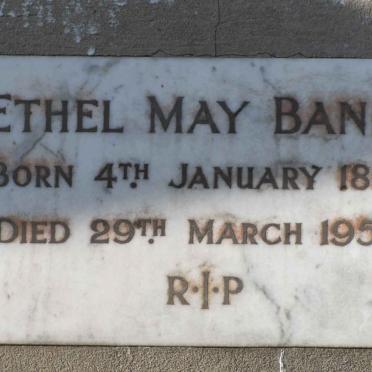 ETHEL MAY BAN
BORN 4TH. JANUARY 18
DIED 29TH. MARCH 195
R·I·P